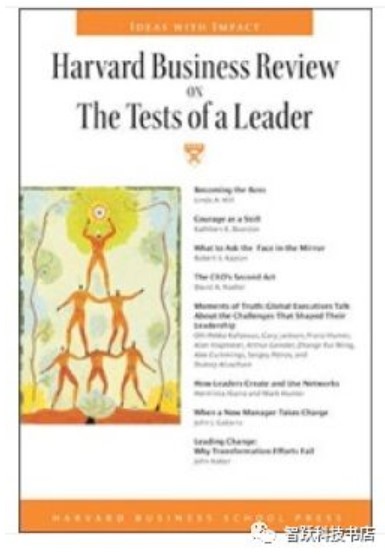 IDEAS WITH IMPACT
Harvard Business Review
ON
The Tests of a Leader
Becoming the Boss
Linda A. Hill
Courage as a Skill
Kathleen K. Reardon
What to Ask the Face in the Mirror
Robert S. Kaplan
The CEO's Second Act
David A. Nadler
Moments of Truth: Global Executives Talk
About the Challenges That Shaped Their
Leadership
Olli-Pekka Kallasvuo, Gary
How Leaders Create and Use Networks
Herminia Ibarra and Mark Hunter
When a New Manager Takes Charge
John J. Gabarro
Leading Change:
Why Transformation Efforts Fail
John Kotter
HARVARD BUSINESS SCHOOL PRESS
智跃科技书店